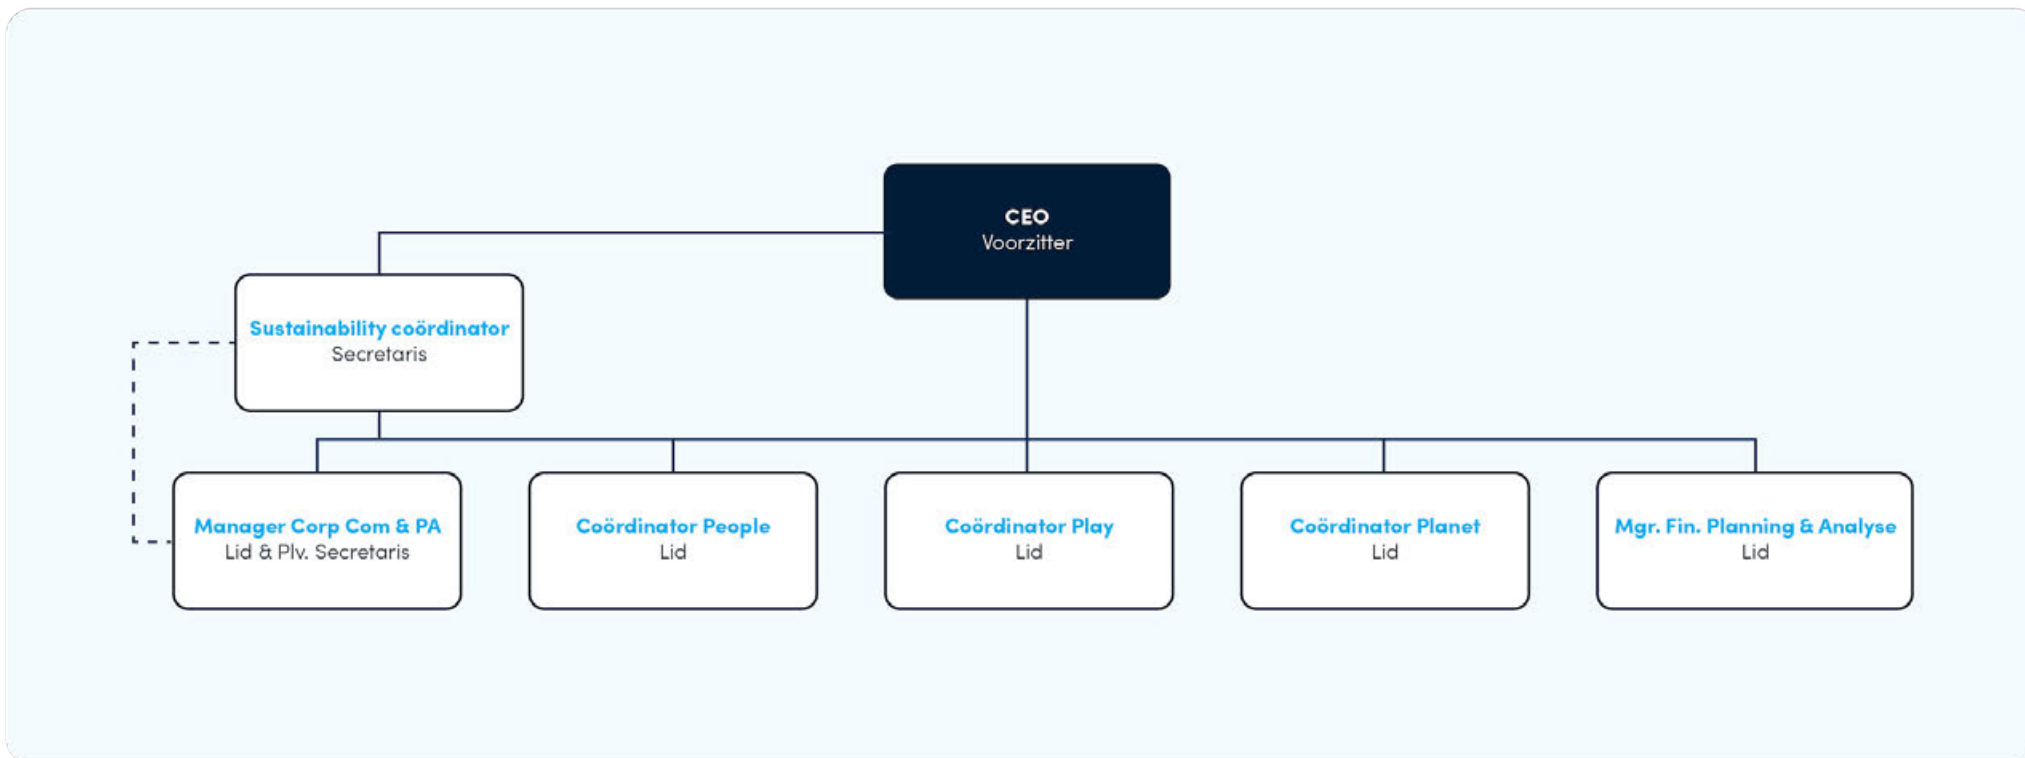 CEO
Voorzitter
Sustainability coördinator
Secretaris
Manager Corp Com & PA
Lid & Plv. Secretaris
Coördinator People
Lid
Coördinator Play
Lid
Coördinator Planet
Lid
Mgr. Fin. Planning & Analyse
Lid